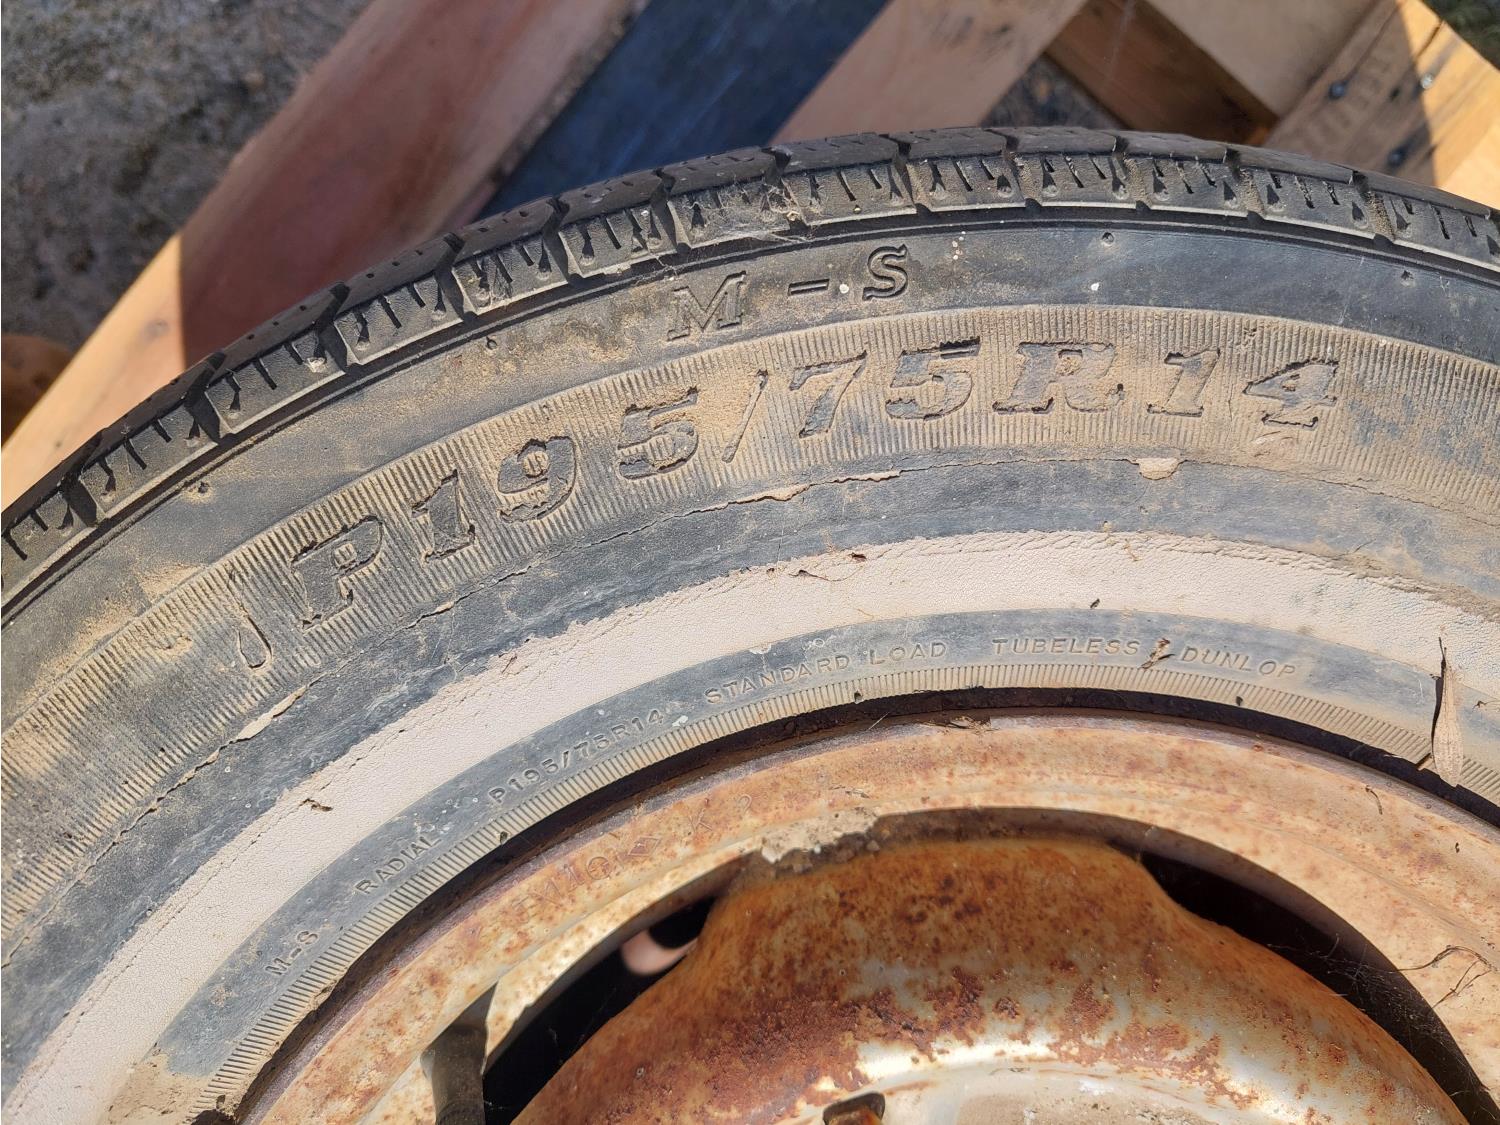 M-S
P195/75R14
M-S RADIAL P195/75R14 STANDARD LOAD TUBELESS DUNLOP
K